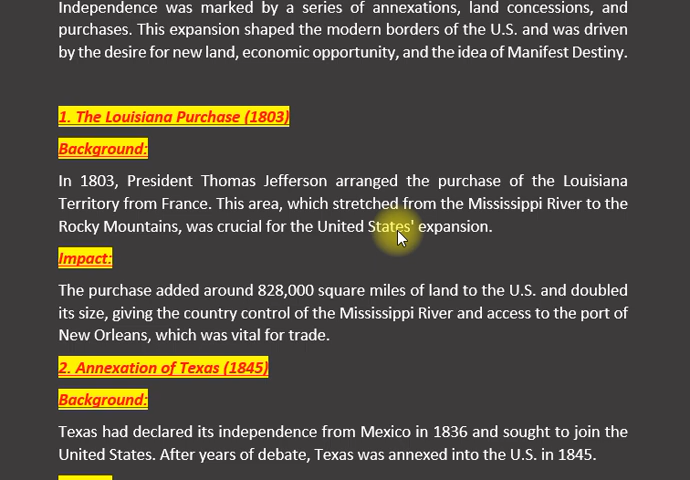 Independence was marked by a series of annexations, land concessions, and
purchases. This expansion shaped the modern borders of the U.S. and was driven
by the desire for new land, economic opportunity, and the idea of Manifest Destiny.
1. The Louisiana Purchase (1803)
Background:
In 1803, President Thomas Jefferson arranged the purchase of the Louisiana
Territory from France. This area, which stretched from the Mississippi River to the
Rocky Mountains, was crucial for the United States' expansion.
Impact:
The purchase added around 828,000 square miles of land to the U.S. and doubled
its size, giving the country control of the Mississippi River and access to the port of
New Orleans, which was vital for trade.
2. Annexation of Texas (1845)
Background:
Texas had declared its independence from Mexico in 1836 and sought to join the
United States. After years of debate, Texas was annexed into the U.S. in 1845.